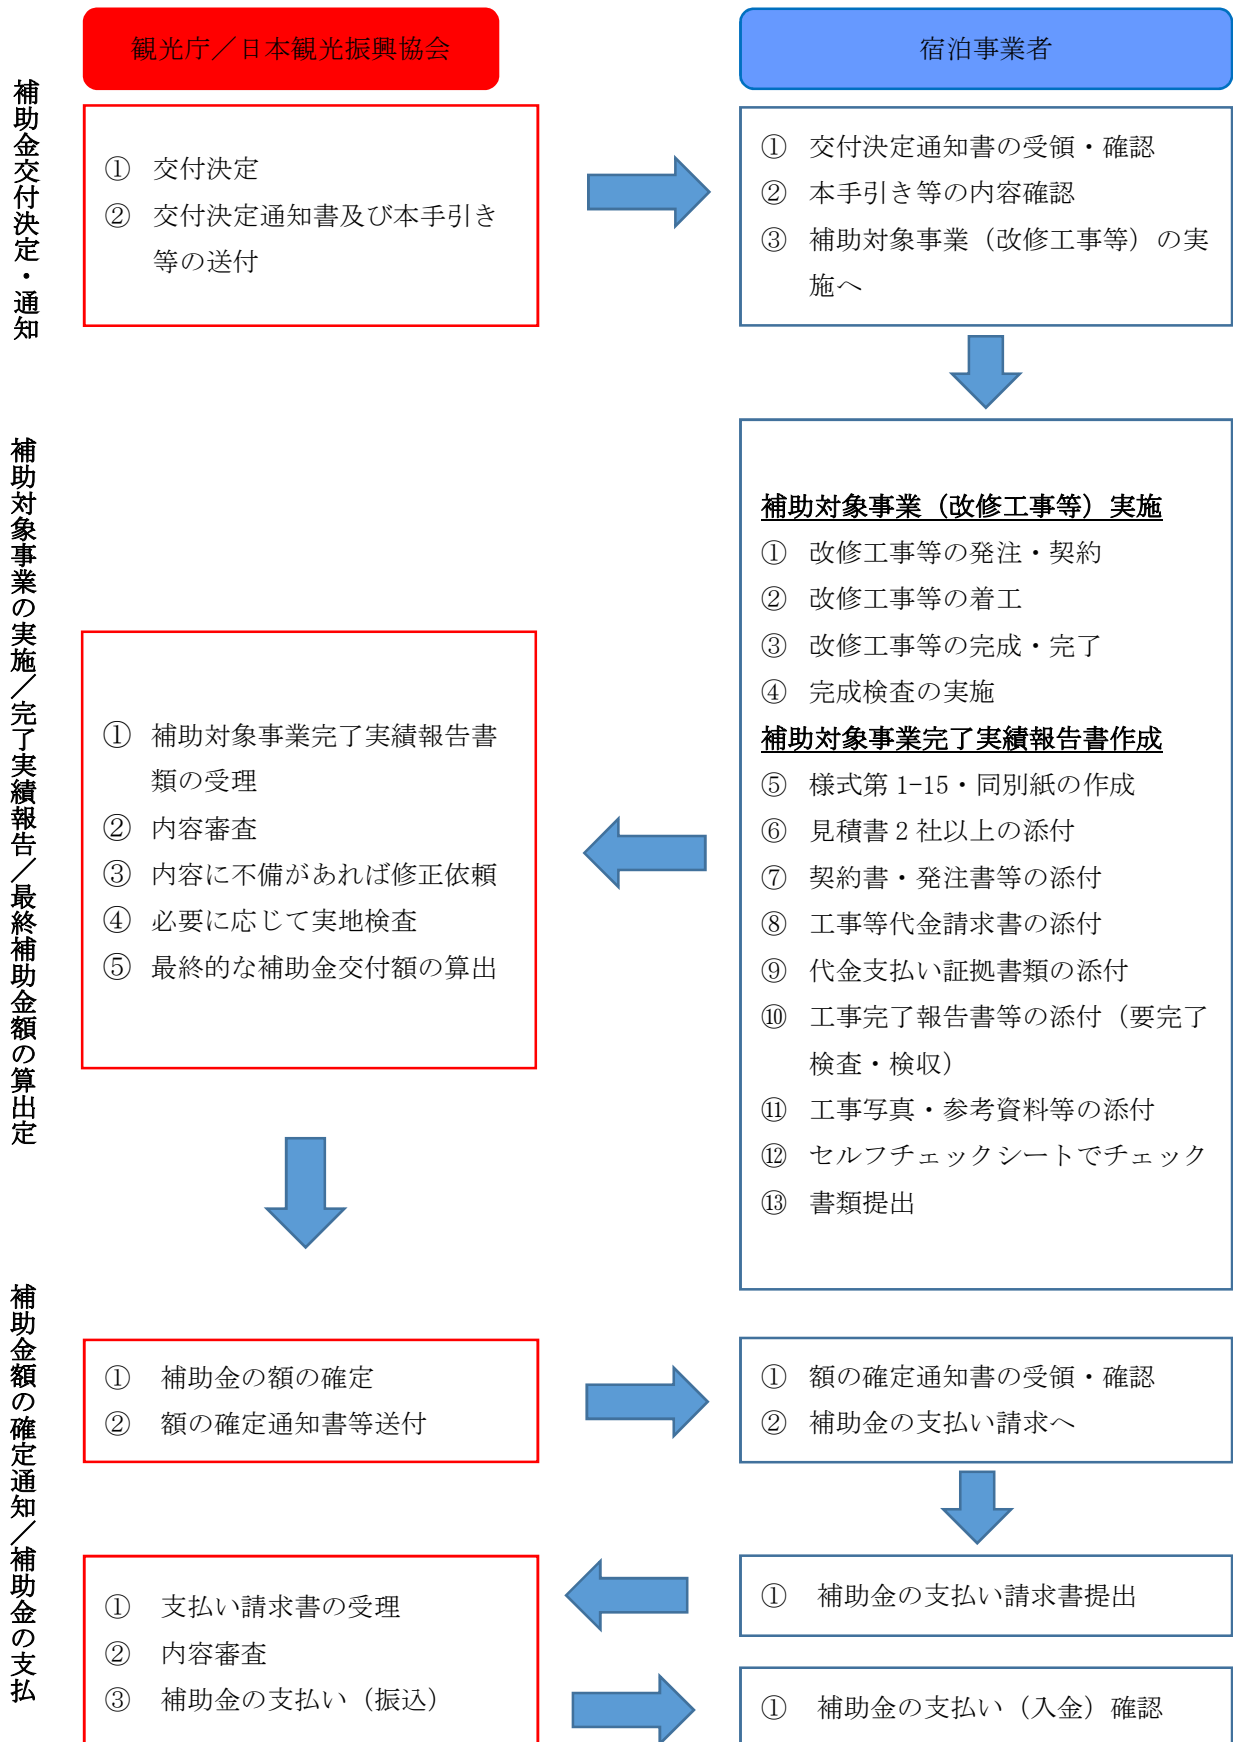 観光庁／日本観光振興協会
宿泊事業者
補助金交付決定・通知
① 交付決定
② 交付決定通知書及び本手引き
等の送付
① 交付決定通知書の受領・確認
② 本手引き等の内容確認
③ 補助対象事業（改修工事等）の実
施へ
補助対象事業の実施／完了実績報告／最終補助金額の算出定
補助対象事業（改修工事等）実施
① 改修工事等の発注・契約
② 改修工事等の着工
③ 改修工事等の完成・完了
④ 完成検査の実施
補助対象事業完了実績報告書作成
⑤ 様式第 1-15・同別紙の作成
⑥ 見積書 2 社以上の添付
⑦ 契約書・発注書等の添付
⑧ 工事等代金請求書の添付
⑨ 代金支払い証拠書類の添付
⑩ 工事完了報告書等の添付（要完了
検査・検収）
⑪ 工事写真・参考資料等の添付
⑫ セルフチェックシートでチェック
⑬ 書類提出
① 補助対象事業完了実績報告書
類の受理
② 内容審査
③ 内容に不備があれば修正依頼
④ 必要に応じて実地検査
⑤ 最終的な補助金交付額の算出
補助金額の確定通知／補助金の支払
① 補助金の額の確定
② 額の確定通知書等送付
① 額の確定通知書の受領・確認
② 補助金の支払い請求へ
① 補助金の支払い請求書提出
① 支払い請求書の受理
② 内容審査
③ 補助金の支払い（振込）
① 補助金の支払い（入金）確認